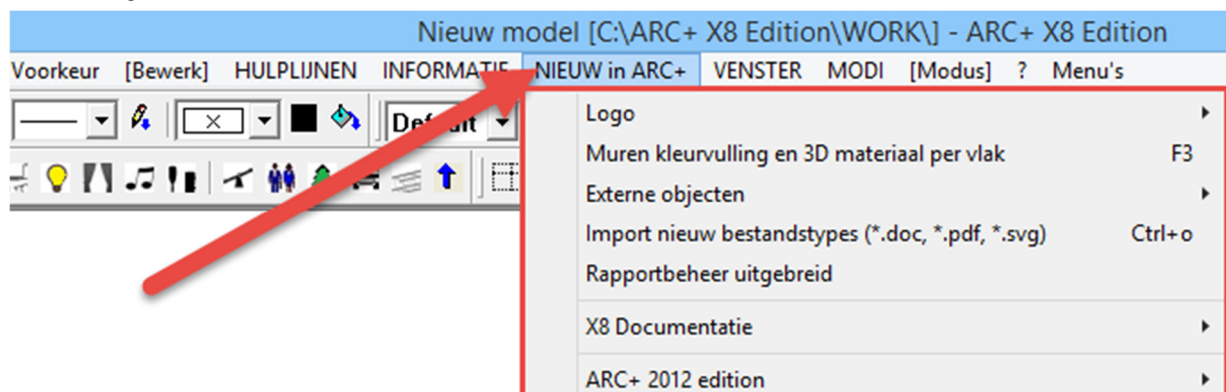 Nieuw model [C:\ARC+ X8 Edition\WORK\] - ARC+ X8 Edition
Voorkeur [Bewerk] HULPLIJNEN INFORMATIE NIEUW in ARC+ VENSTER MODI [Modus] ? Menu's
Default
Logo
Muren kleurvulling en 3D materiaal per vlak F3
Externe objecten
Import nieuw bestandstypes (*.doc, *.pdf, *.svg) Ctrl+o
Rapportbeheer uitgebreid
X8 Documentatie
ARC+ 2012 edition